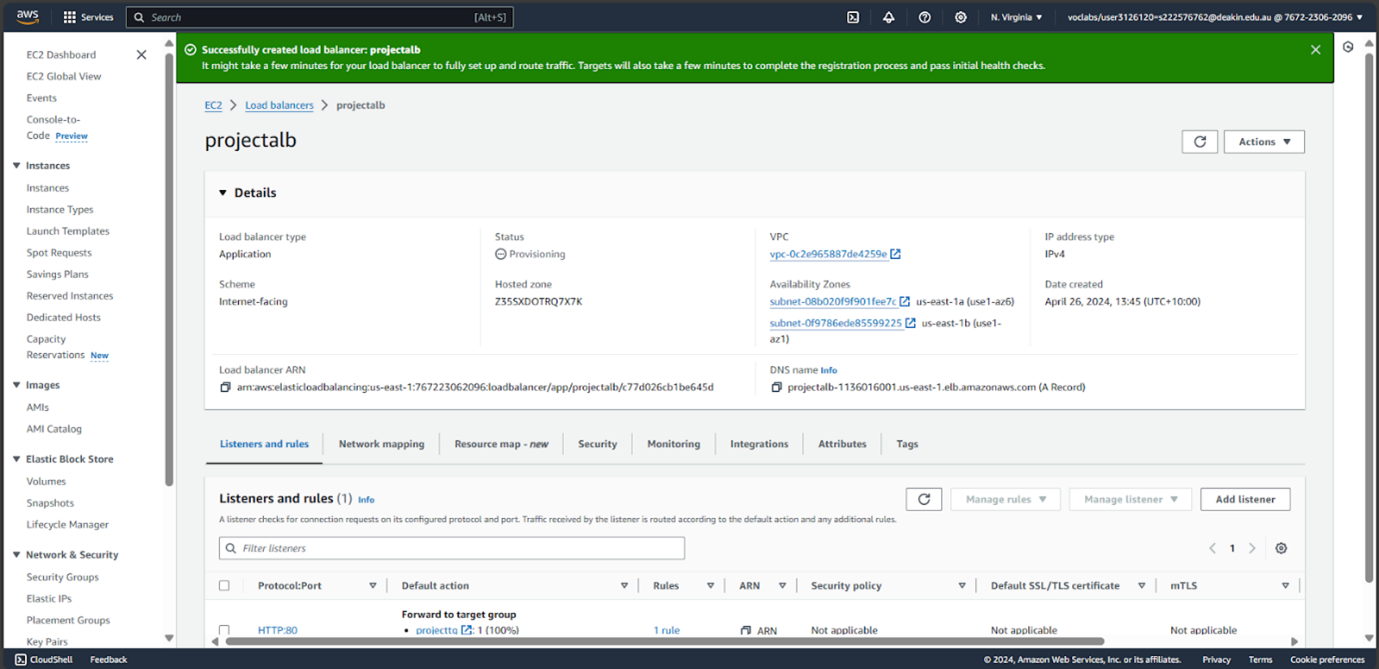 aws Services Search [Alt+S] N. Virginia voclabs/user3126120=s222576762@deakin.edu.au @ 7672-2306-2096
EC2 Dashboard
EC2 Global View
Events
Console-to-
Code Preview
Instances
Instances
Instance Types
Launch Templates
Spot Requests
Savings Plans
Reserved Instances
Dedicated Hosts
Capacity
Reservations New
Images
AMIs
AMI Catalog
Elastic Block Store
Volumes
Snapshots
Lifecycle Manager
Network & Security
Security Groups
Elastic IPs
Placement Groups
Key Pairs
Successfully created load balancer: projectalb
It might take a few minutes for your load balancer to fully set up and route traffic. Targets will also take a few minutes to complete the registration process and pass initial health checks.
EC2 > Load balancers > projectalb
projectalb
Actions
Details
Load balancer type
Application
Status
Provisioning
VPC
vpc-0c2e965887de4259e
IP address type
IPv4
Scheme
Internet-facing
Hosted zone
Z35SXDOTRQ7X7K
Availability Zones
subnet-08b020f9f901fee7c us-east-1a (use1-az6)
subnet-0f9786ede85599225 us-east-1b (use1-
az1)
Date created
April 26, 2024, 13:45 (UTC+10:00)
Load balancer ARN
arn:aws:elasticloadbalancing:us-east-1:767223062096:loadbalancer/app/projectalb/c77d026cb1be645d
DNS name Info
projectalb-1136016001.us-east-1.elb.amazonaws.com (A Record)
Listeners and rules Network mapping Resource map - new Security Monitoring Integrations Attributes Tags
Listeners and rules (1) Info
Manage rules Manage listener Add listener
A listener checks for connection requests on its configured protocol and port. Traffic received by the listener is routed according to the default action and any additional rules.
Filter listeners
1
Protocol:Port Default action Rules ARN Security policy Default SSL/TLS certificate mTLS
Forward to target group
HTTP:80 • projecttg : 1 (100%) 1 rule ARN Not applicable Not applicable Not applicable
CloudShell Feedback © 2024, Amazon Web Services, Inc. or its affiliates. Privacy Terms Cookie preferences